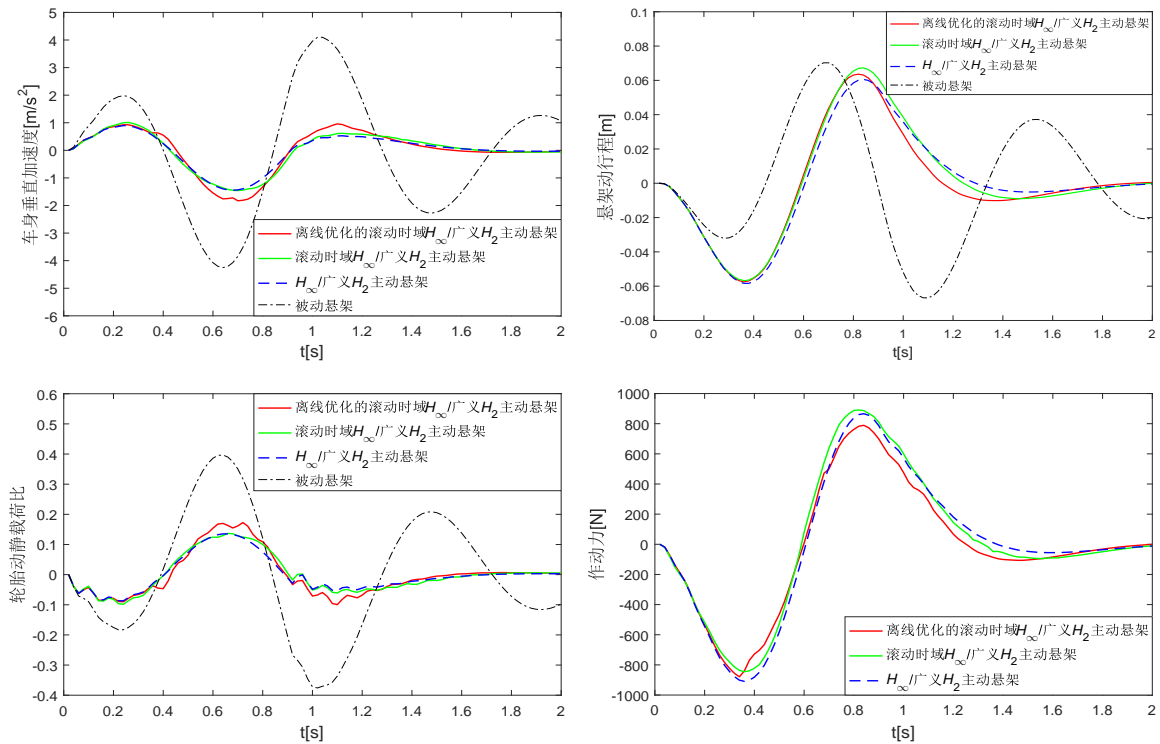 车身垂直加速度[m/s²]
5
4
3
2
1
0
1
2
3
4
5
-6
离线优化的滚动时域H∞/广义H2主动悬架
滚动时域H∞/广义H2主动悬架
H∞/广义H2主动悬架
被动悬架
0 0.2 0.4 0.6 0.8 1 1.2 1.4 1.6 1.8 2
t[s]
悬架动行程[m]
0.1
0.08
0.06
0.04
0.02
0
-0.02
-0.04
-0.06
-0.08
离线优化的滚动时域H∞/广义H2主动悬架
滚动时域H∞/广义H2主动悬架
H∞/广义H2主动悬架
被动悬架
0 0.2 0.4 0.6 0.8 1 1.2 1.4 1.6 1.8 2
t[s]
轮胎动静载荷比
0.6
0.5
0.4
0.3
0.2
0.1
0
-0.1
-0.2
-0.3
-0.4
离线优化的滚动时域H∞/广义H2主动悬架
滚动时域H∞/广义H2主动悬架
H∞/广义H2主动悬架
被动悬架
0 0.2 0.4 0.6 0.8 1 1.2 1.4 1.6 1.8 2
t[s]
作动力[N]
1000
800
600
400
200
0
-200
-400
-600
-800
-1000
离线优化的滚动时域H∞/广义H2主动悬架
滚动时域H∞/广义H2主动悬架
H∞/广义H2主动悬架
0 0.2 0.4 0.6 0.8 1 1.2 1.4 1.6 1.8 2
t[s]